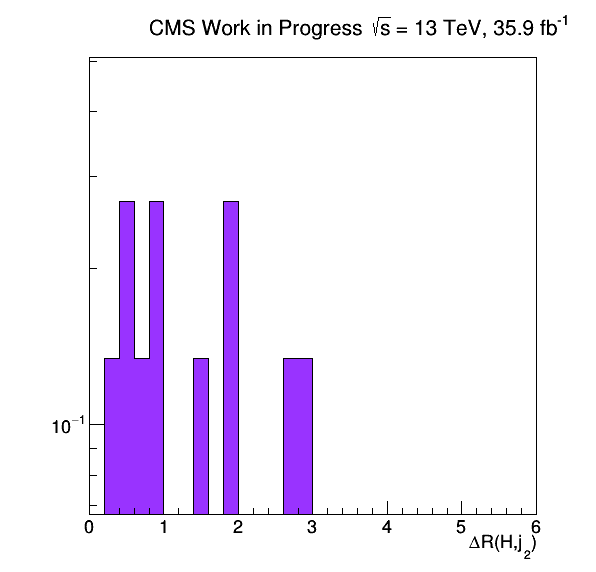 CMS Work in Progress √s = 13 TeV, 35.9 fb⁻¹
10⁻¹
0 1 2 3 4 5 6
ΔR(H,j₂)